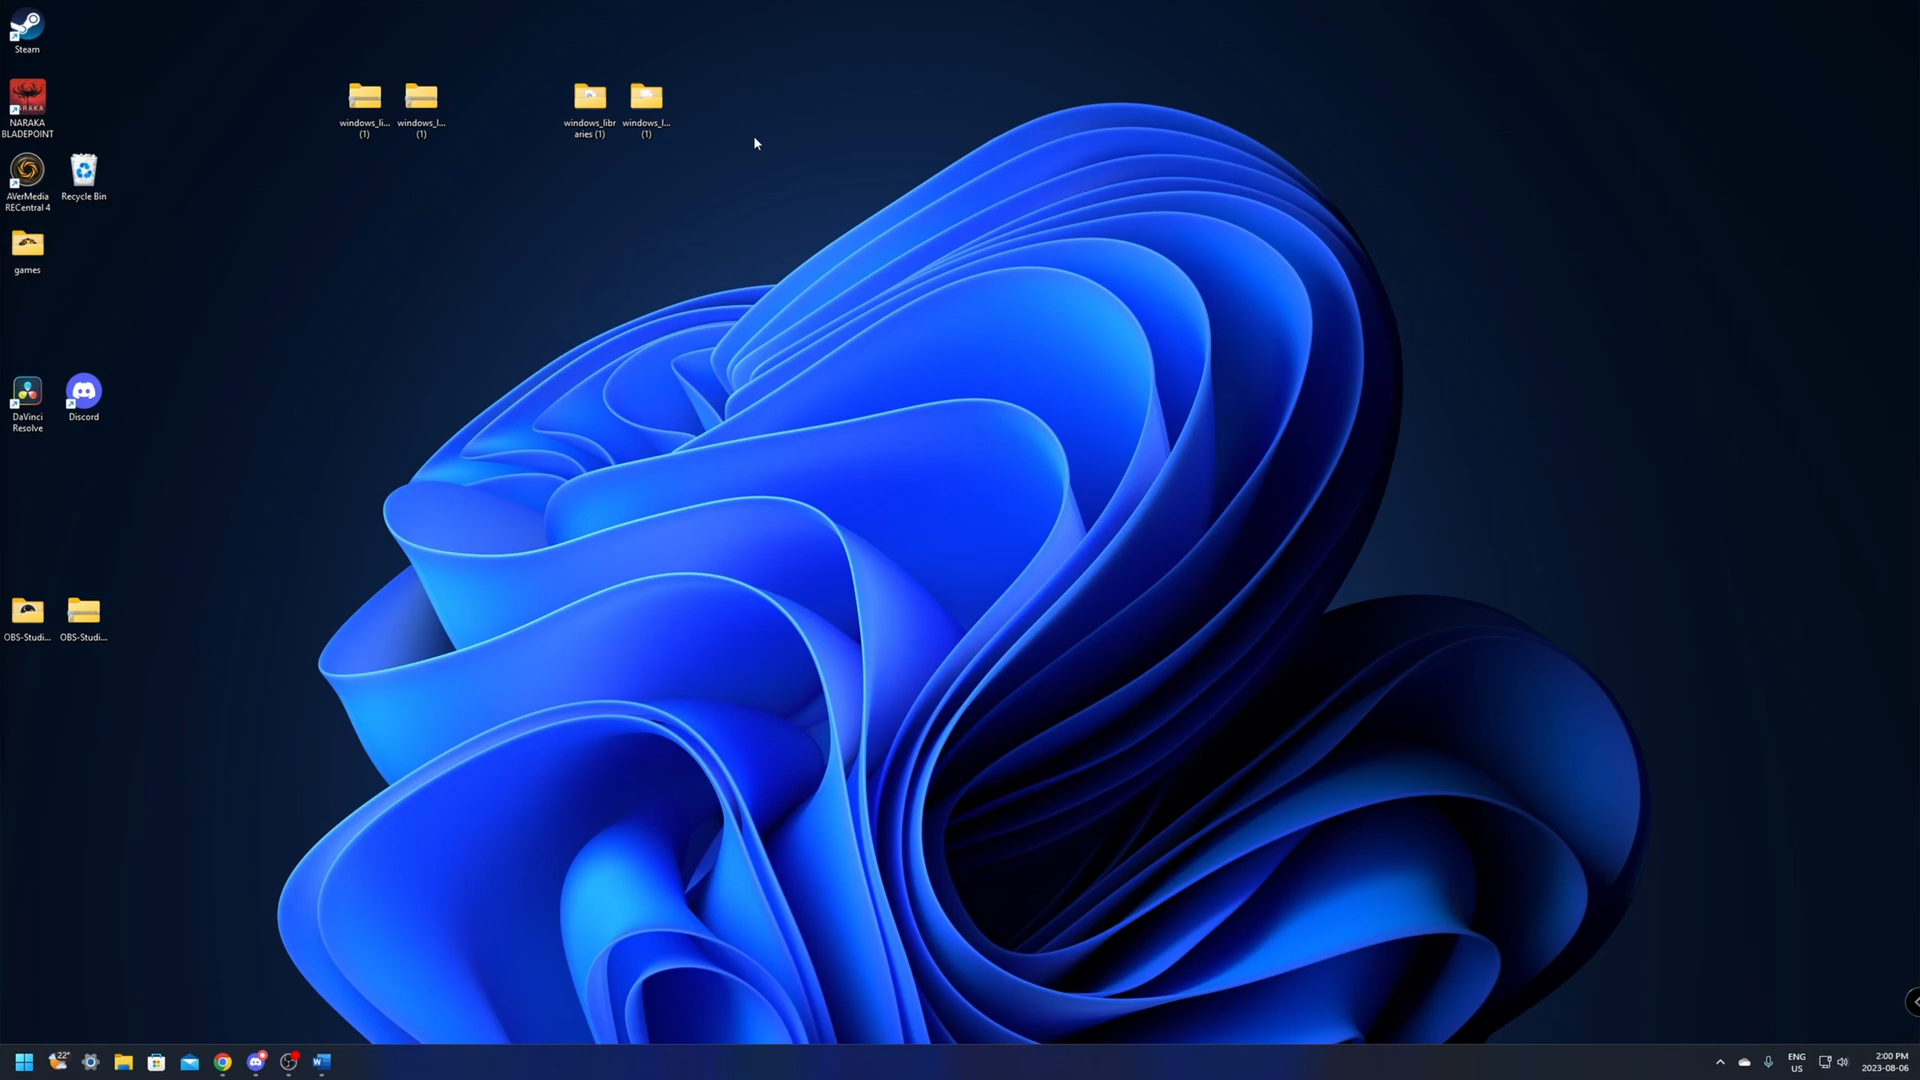 Steam
NARAKA
NARAKA
BLADEPOINT
AVerMedia
RECentral 4
Recycle Bin
games
windows_li...
(1)
windows_l...
(1)
windows_libr
aries (1)
windows_l...
(1)
DaVinci
Resolve
Discord
OBS-Studi...
OBS-Studi...
22°
W
ENG
US
2:00 PM
2023-08-06